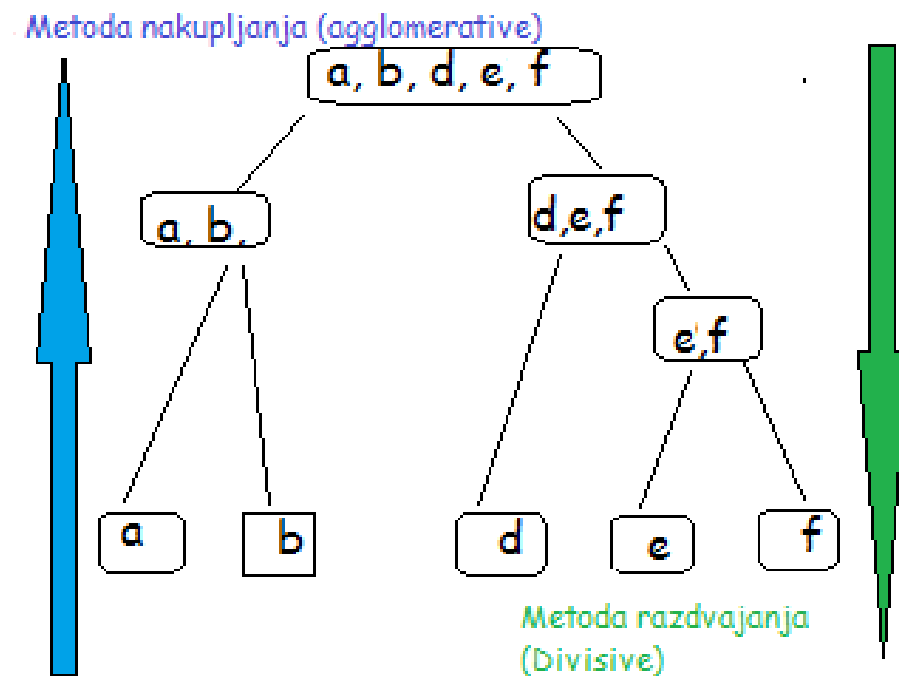 Metoda nakupljanja (agglomerative)
a, b, d, e, f
a, b,
d,e,f
e,f
a
b
d
e
f
Metoda razdvajanja
(Divisive)